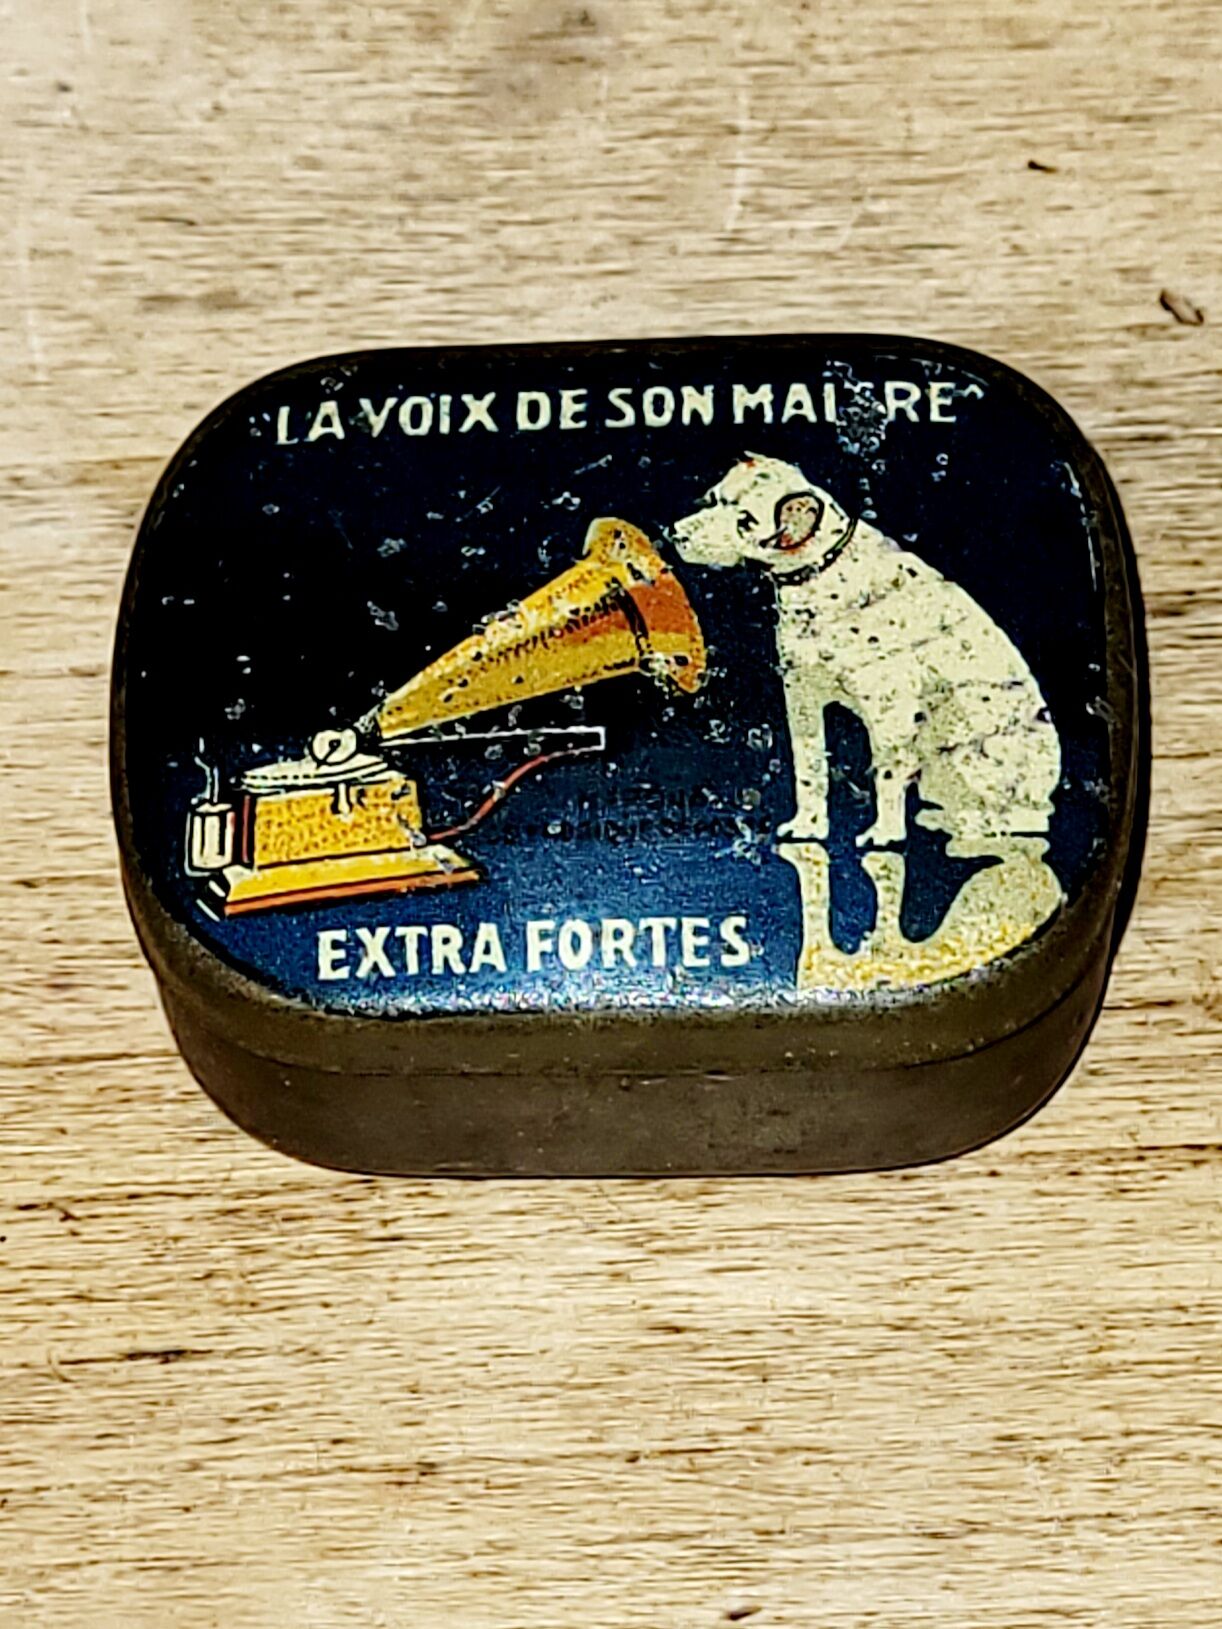 "LA VOIX DE SON MAITRE"
EXTRA FORTES